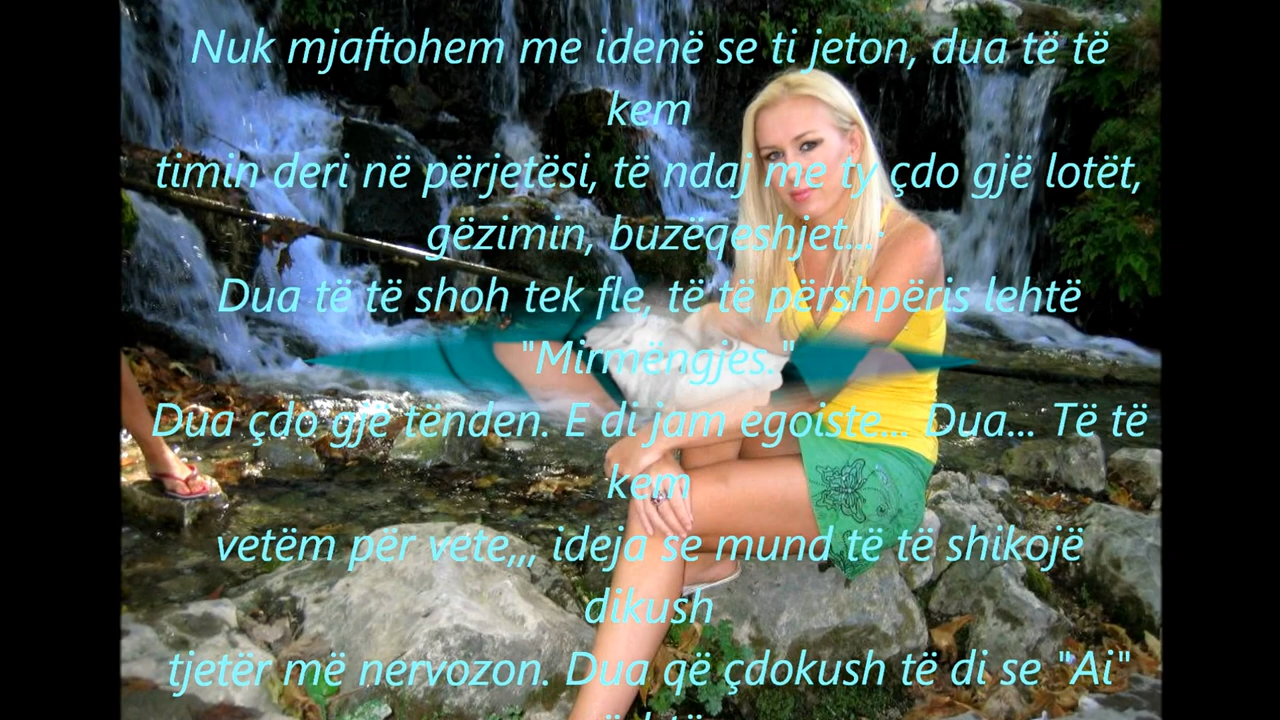 Nuk mjaftohem me idenë se ti jeton, dua të të
kem
timin deri në përjetësi, të ndaj me ty çdo gjë lotët,
gëzimin, buzëqeshjet...
Dua të të shoh tek fle, të të përshpëris lehtë
"Mirmëngjes."
Dua çdo gjë tënden. E di jam egoiste... Dua... Të të
kem
vetëm për vete,,, ideja se mund të të shikojë
dikush
tjetër më nervozon. Dua që çdokush të di se "Ai"